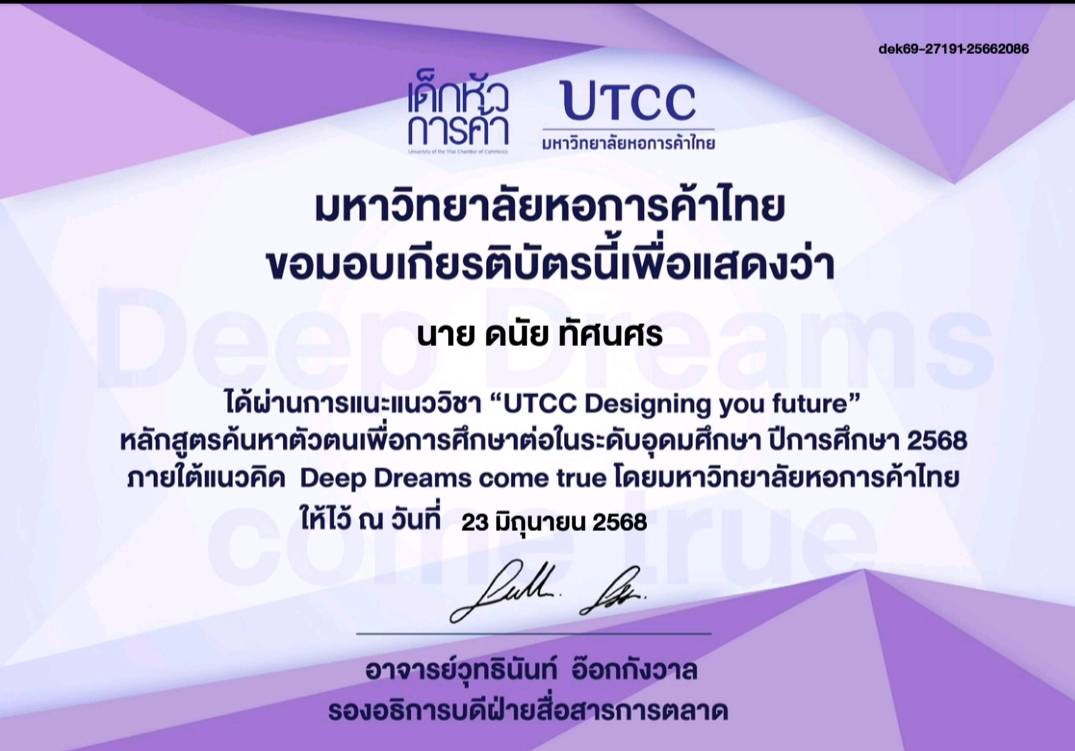 dek69-27191-25662086
เด็กหัว
การค้า
University of the Thai Chamber of Commerce
UTCC
มหาวิทยาลัยหอการค้าไทย
มหาวิทยาลัยหอการค้าไทย
ขอมอบเกียรติบัตรนี้เพื่อแสดงว่า
นาย ดนัย ทัศนศร
ได้ผ่านการแนะแนววิชา “UTCC Designing you future”
หลักสูตรค้นหาตัวตนเพื่อการศึกษาต่อในระดับอุดมศึกษา ปีการศึกษา 2568
ภายใต้แนวคิด Deep Dreams come true โดยมหาวิทยาลัยหอการค้าไทย
ให้ไว้ ณ วันที่ 23 มิถุนายน 2568
Deep Dreams
come true
อาจารย์วุทธินันท์ อ๊อกกังวาล
รองอธิการบดีฝ่ายสื่อสารการตลาด